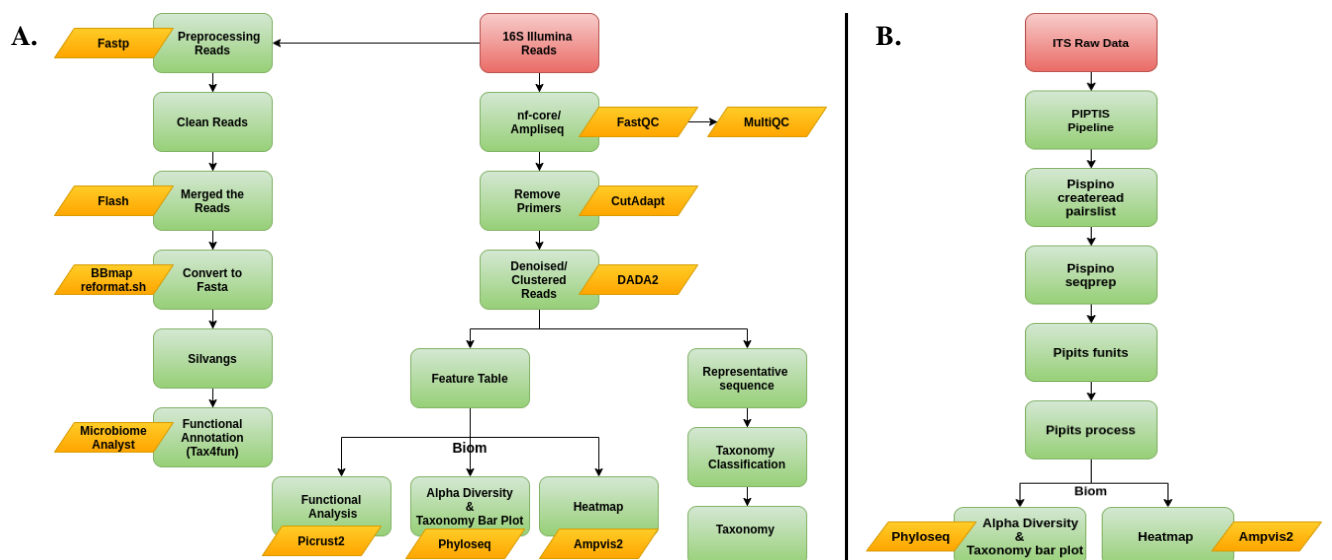 A.
Fastp
Preprocessing
Reads
16S Illumina
Reads
Clean Reads
nf-core/
Ampliseq
FastQC
MultiQC
Flash
Merged the
Reads
Remove
Primers
CutAdapt
BBmap
reformat.sh
Convert to
Fasta
Denoised/
Clustered
Reads
DADA2
Silvangs
Feature Table
Representative
sequence
Microbiome
Analyst
Functional
Annotation
(Tax4fun)
Biom
Taxonomy
Classification
Functional
Analysis
Picrust2
Alpha Diversity
&
Taxonomy Bar Plot
Phyloseq
Heatmap
Ampvis2
Taxonomy
B.
ITS Raw Data
PIPTIS
Pipeline
Pispino
createread
pairslist
Pispino
seqprep
Pipits funits
Pipits process
Biom
Phyloseq
Alpha Diversity
&
Taxonomy bar plot
Heatmap
Ampvis2